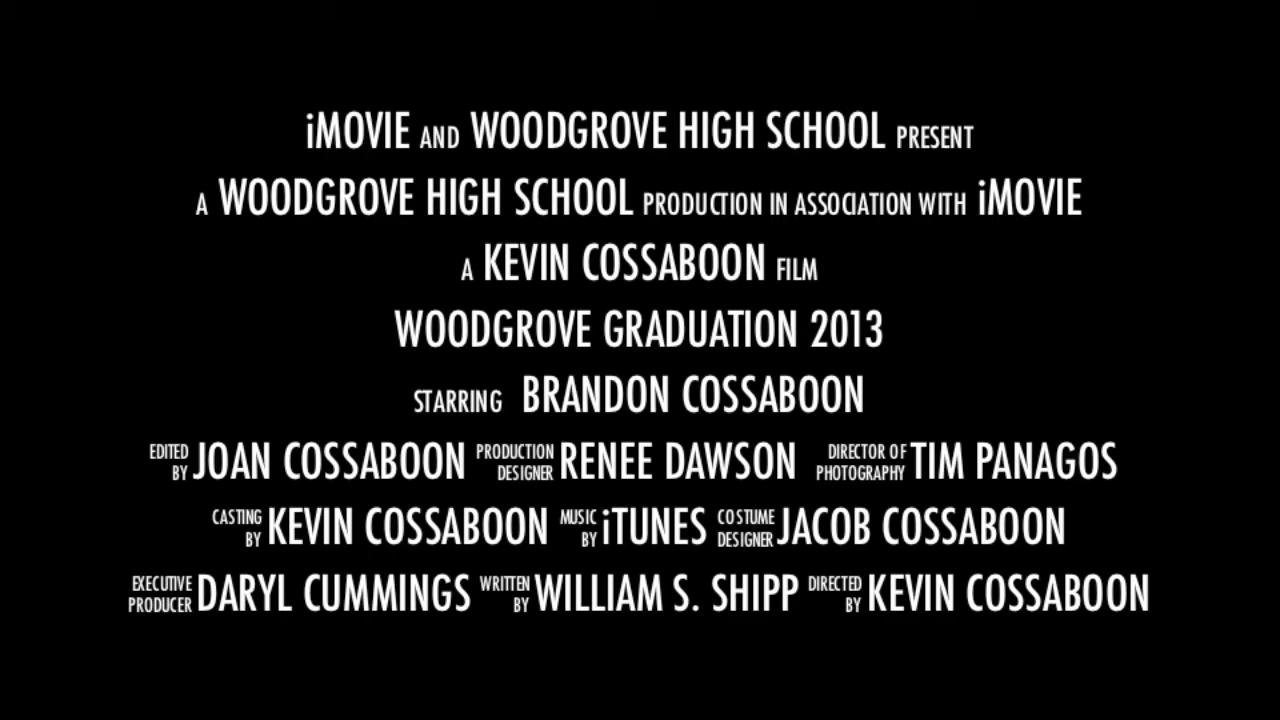 iMOVIE AND WOODGROVE HIGH SCHOOL PRESENT
A WOODGROVE HIGH SCHOOL PRODUCTION IN ASSOCIATION WITH iMOVIE
A KEVIN COSSABOON FILM
WOODGROVE GRADUATION 2013
STARRING BRANDON COSSABOON
EDITED BY JOAN COSSABOON PRODUCTION DESIGNER RENEE DAWSON DIRECTOR OF PHOTOGRAPHY TIM PANAGOS
CASTING BY KEVIN COSSABOON MUSIC BY iTUNES COSTUME DESIGNER JACOB COSSABOON
EXECUTIVE PRODUCER DARYL CUMMINGS WRITTEN BY WILLIAM S. SHIPP DIRECTED BY KEVIN COSSABOON